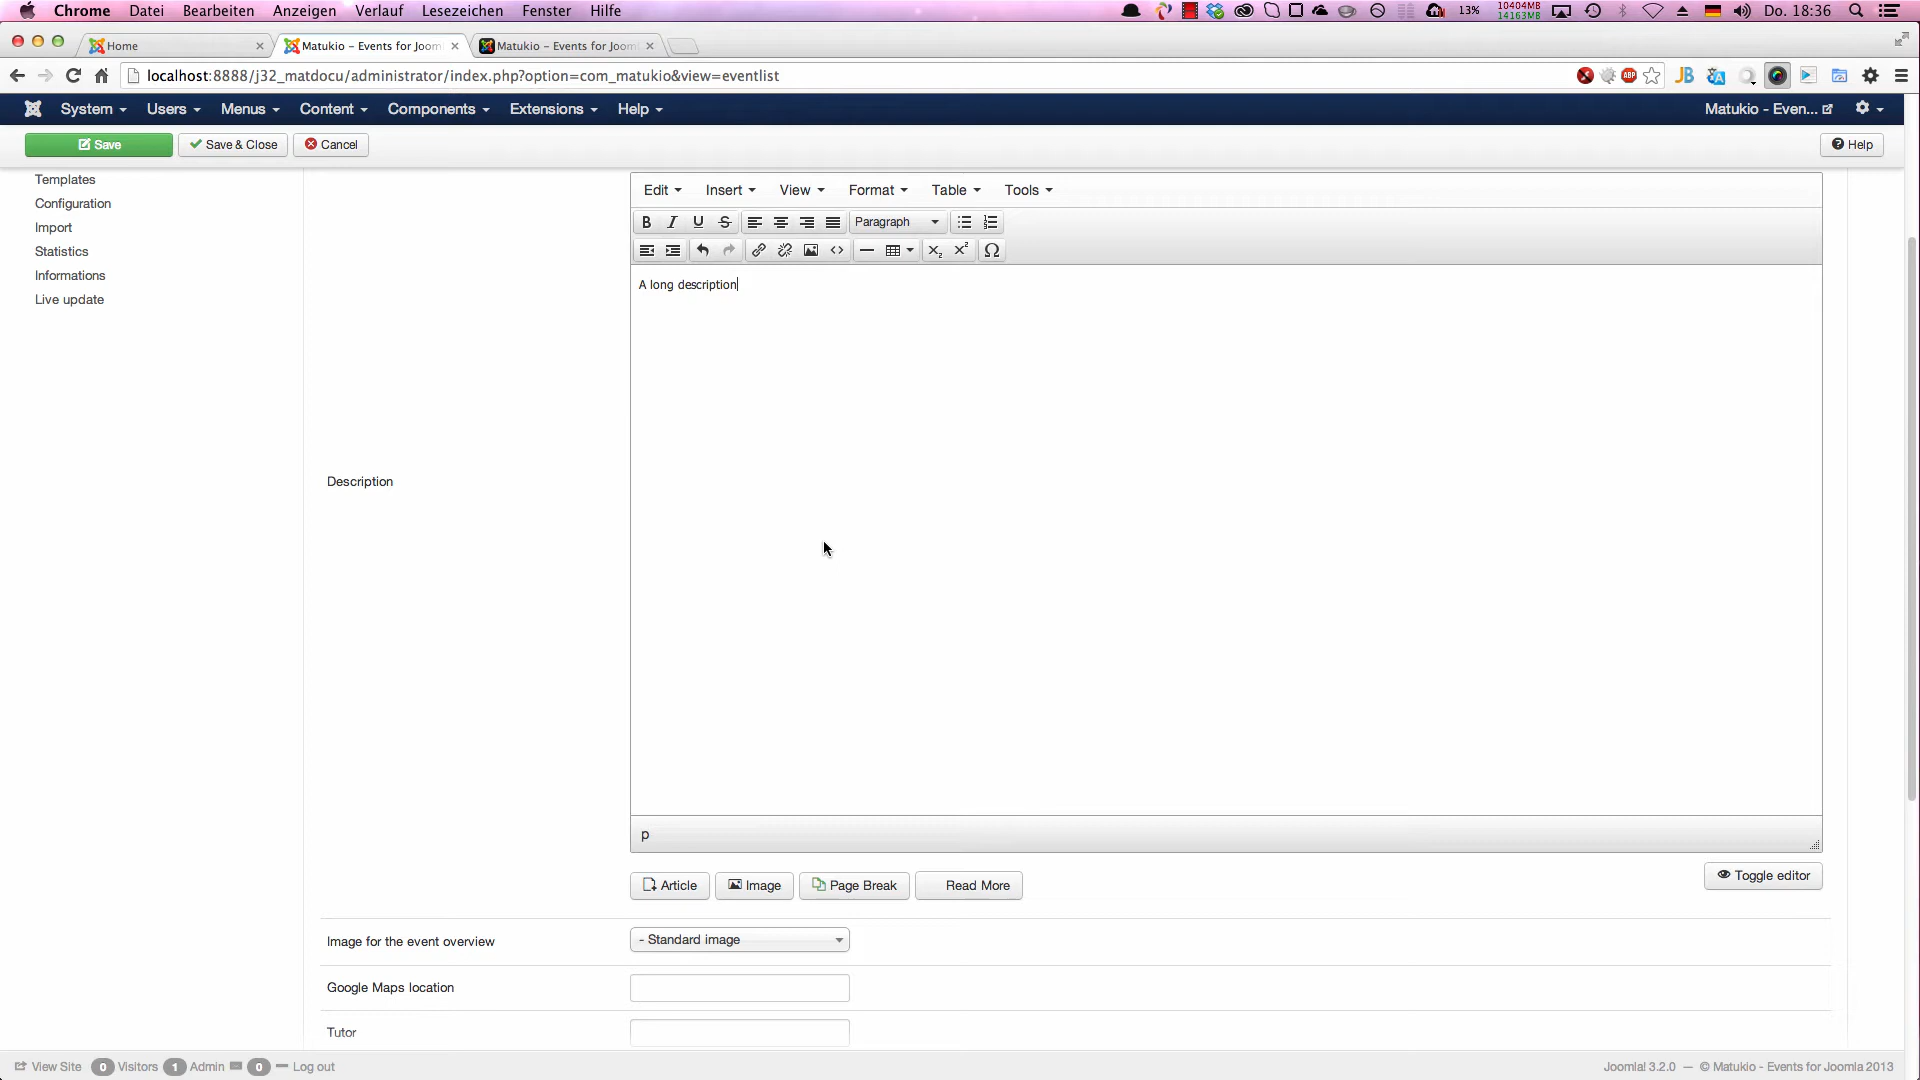 Chrome Datei Bearbeiten Anzeigen Verlauf Lesezeichen Fenster Hilfe 13% 10404MB 14163MB Do. 18:36
Home Matukio – Events for Joom Matukio – Events for Joom
localhost:8888/j32_matdocu/administrator/index.php?option=com_matukio&view=eventlist ABP JB
System Users Menus Content Components Extensions Help Matukio - Even...
Save Save & Close Cancel Help
Templates
Configuration
Import
Statistics
Informations
Live update
Edit Insert View Format Table Tools
B I U S Paragraph
X₂ X² Ω
A long description
Description
p
Article Image Page Break Read More Toggle editor
Image for the event overview - Standard image
Google Maps location
Tutor
View Site 0 Visitors 1 Admin 0 Log out Joomla! 3.2.0 — © Matukio - Events for Joomla 2013